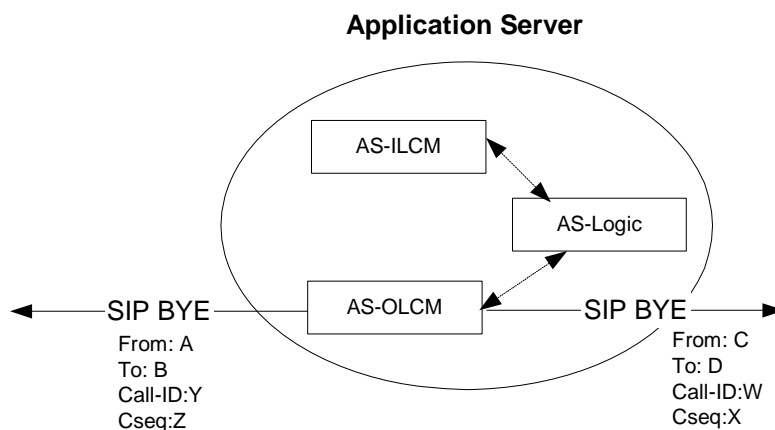 Application Server
AS-ILCM
AS-Logic
AS-OLCM
SIP BYE
From: A
To: B
Call-ID:Y
Cseq:Z
SIP BYE
From: C
To: D
Call-ID:W
Cseq:X